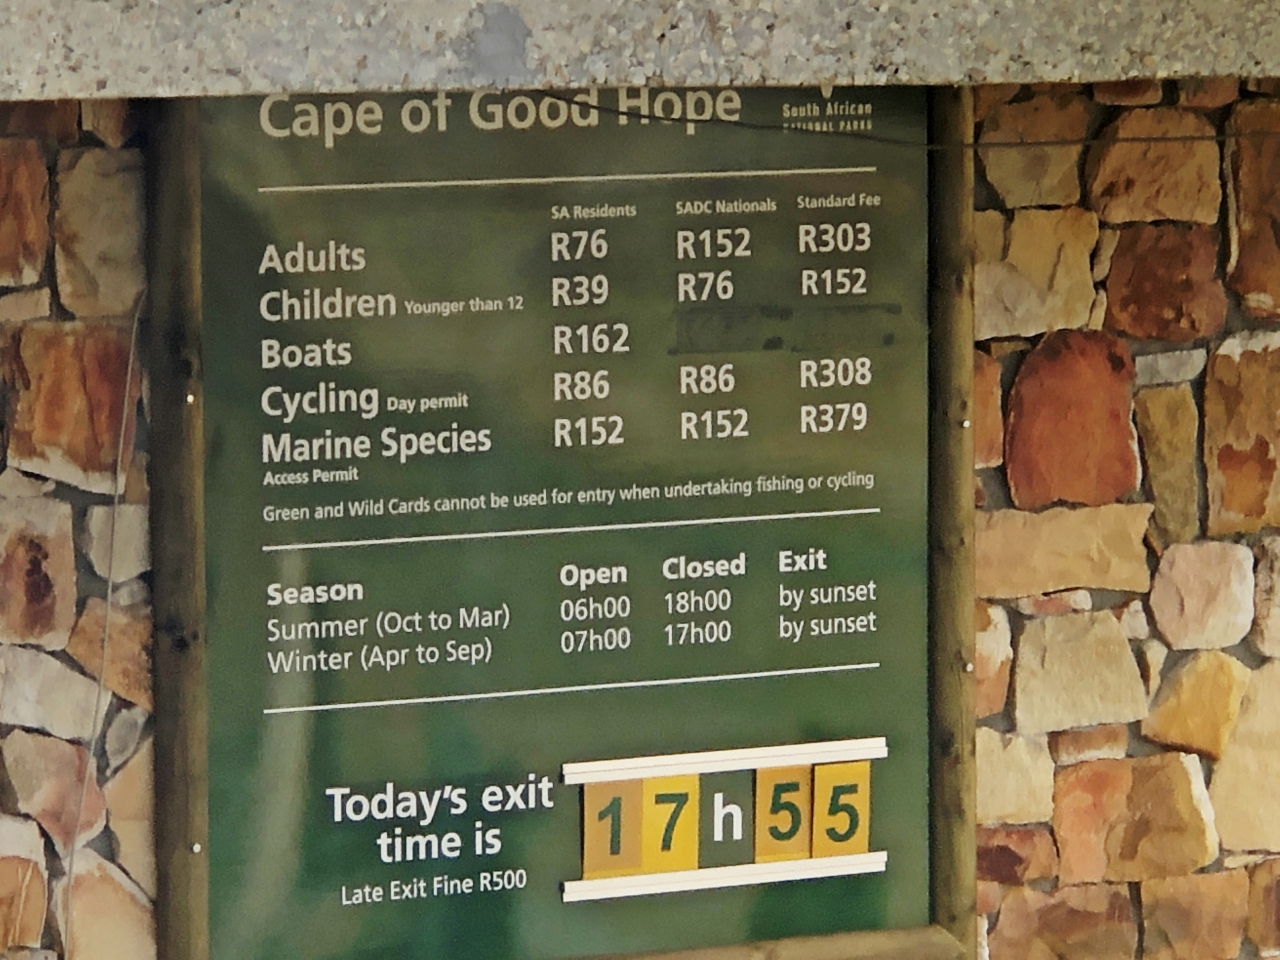 Cape of Good Hope
South African
NATIONAL PARKS
SA Residents SADC Nationals Standard Fee
Adults R76 R152 R303
Children Younger than 12 R39 R76 R152
Boats R162
Cycling Day permit R86 R86 R308
Marine Species R152 R152 R379
Access Permit
Green and Wild Cards cannot be used for entry when undertaking fishing or cycling
Season Open Closed Exit
Summer (Oct to Mar) 06h00 18h00 by sunset
Winter (Apr to Sep) 07h00 17h00 by sunset
Today's exit
time is 17h55
Late Exit Fine R500